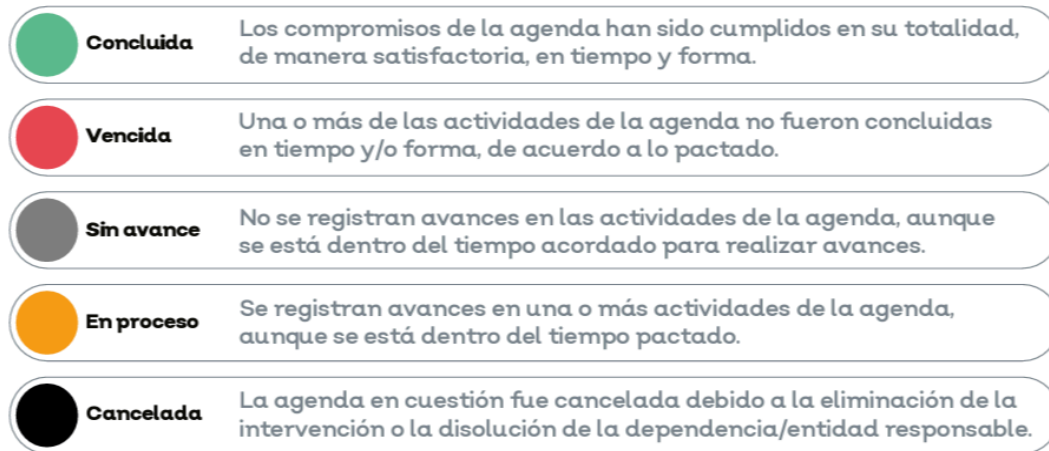 Concluida
Los compromisos de la agenda han sido cumplidos en su totalidad,
de manera satisfactoria, en tiempo y forma.
Vencida
Una o más de las actividades de la agenda no fueron concluidas
en tiempo y/o forma, de acuerdo a lo pactado.
Sin avance
No se registran avances en las actividades de la agenda, aunque
se está dentro del tiempo acordado para realizar avances.
En proceso
Se registran avances en una o más actividades de la agenda,
aunque se está dentro del tiempo pactado.
Cancelada
La agenda en cuestión fue cancelada debido a la eliminación de la
intervención o la disolución de la dependencia/entidad responsable.